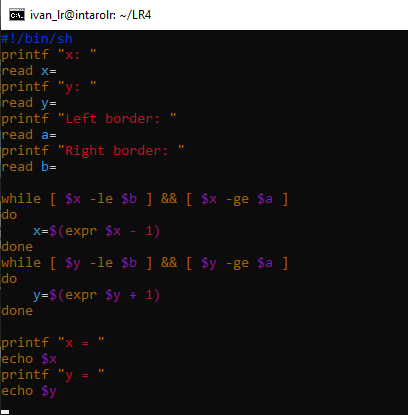 ivan_lr@intarolr: ~/LR4
#!/bin/sh
printf "x: "
read x=
printf "y: "
read y=
printf "Left border: "
read a=
printf "Right border: "
read b=
while [ $x -le $b ] && [ $x -ge $a ]
do
x=$(expr $x - 1)
done
while [ $y -le $b ] && [ $y -ge $a ]
do
y=$(expr $y + 1)
done
printf "x = "
echo $x
printf "y = "
echo $y